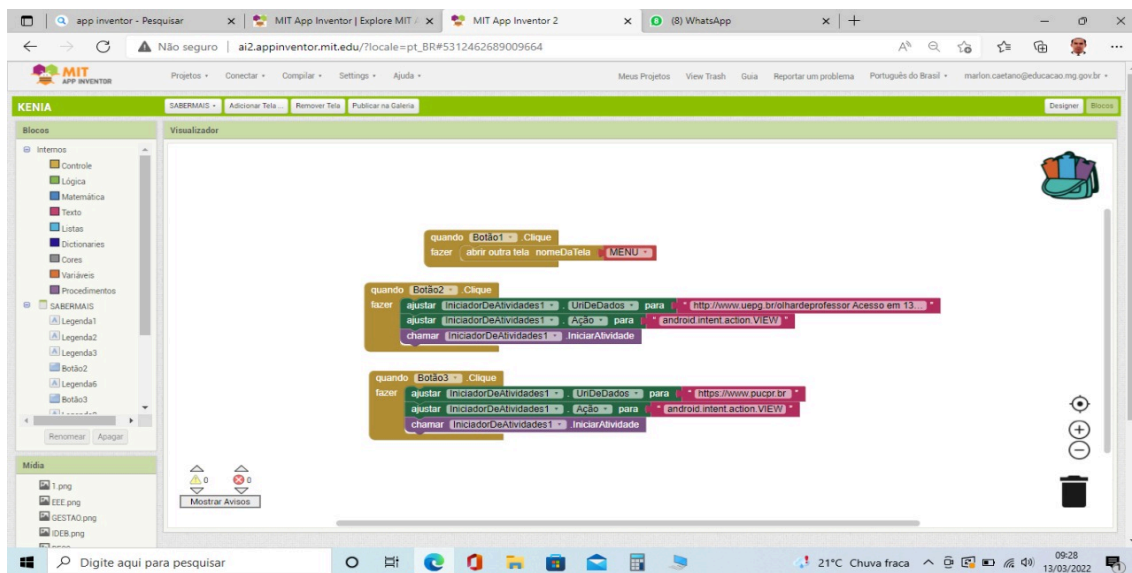 app inventor - Pesquisar
MIT App Inventor | Explore MIT
MIT App Inventor 2
(8) WhatsApp
Não seguro | ai2.appinventor.mit.edu/?locale=pt_BR#5312462689009664
MIT
APP INVENTOR
Projetos
Conectar
Compilar
Settings
Ajuda
Meus Projetos
View Trash
Guia
Reportar um problema
Português do Brasil
marlon.caetano@educacao.mg.gov.br
KENIA
SABERMAIS
Adicionar Tela ...
Remover Tela
Publicar na Galeria
Designer
Blocos
Blocos
Visualizador
Internos
Controle
Lógica
Matemática
Texto
Listas
Dictionaries
Cores
Variáveis
Procedimentos
SABERMAIS
Legenda1
Legenda2
Legenda3
Botão2
Legenda6
Botão3
Renomear
Apagar
Mídia
1.png
EEE.png
GESTAO.png
IDEB.png
quando Botão1 .Clique
fazer abrir outra tela nomeDaTela MENU
quando Botão2 .Clique
fazer ajustar IniciadorDeAtividades1 . UriDeDados para " http://www.uepg.br/olhardeprofessor Acesso em 13... "
ajustar IniciadorDeAtividades1 . Ação para " android.intent.action.VIEW "
chamar IniciadorDeAtividades1 .IniciarAtividade
quando Botão3 .Clique
fazer ajustar IniciadorDeAtividades1 . UriDeDados para " https://www.pucpr.br "
ajustar IniciadorDeAtividades1 . Ação para " android.intent.action.VIEW "
chamar IniciadorDeAtividades1 .IniciarAtividade
0
0
Mostrar Avisos
Digite aqui para pesquisar
21°C Chuva fraca
09:28
13/03/2022